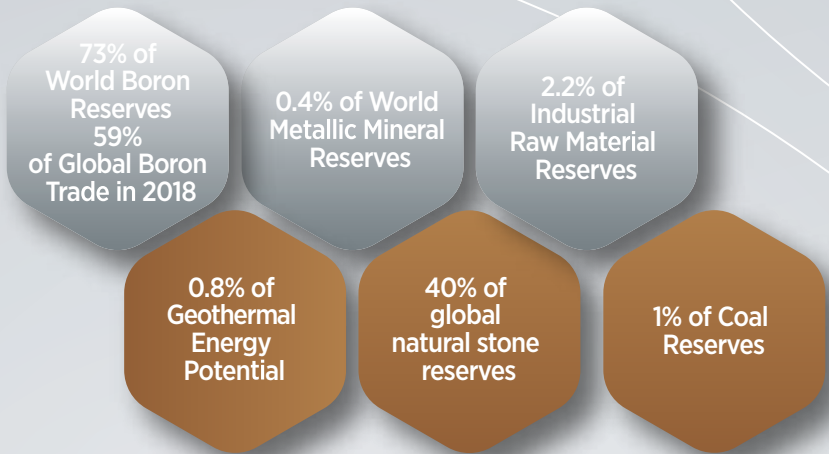 73% of
World Boron
Reserves
59%
of Global Boron
Trade in 2018
0.4% of World
Metallic Mineral
Reserves
2.2% of
Industrial
Raw Material
Reserves
0.8% of
Geothermal
Energy
Potential
40% of
global
natural stone
reserves
1% of Coal
Reserves